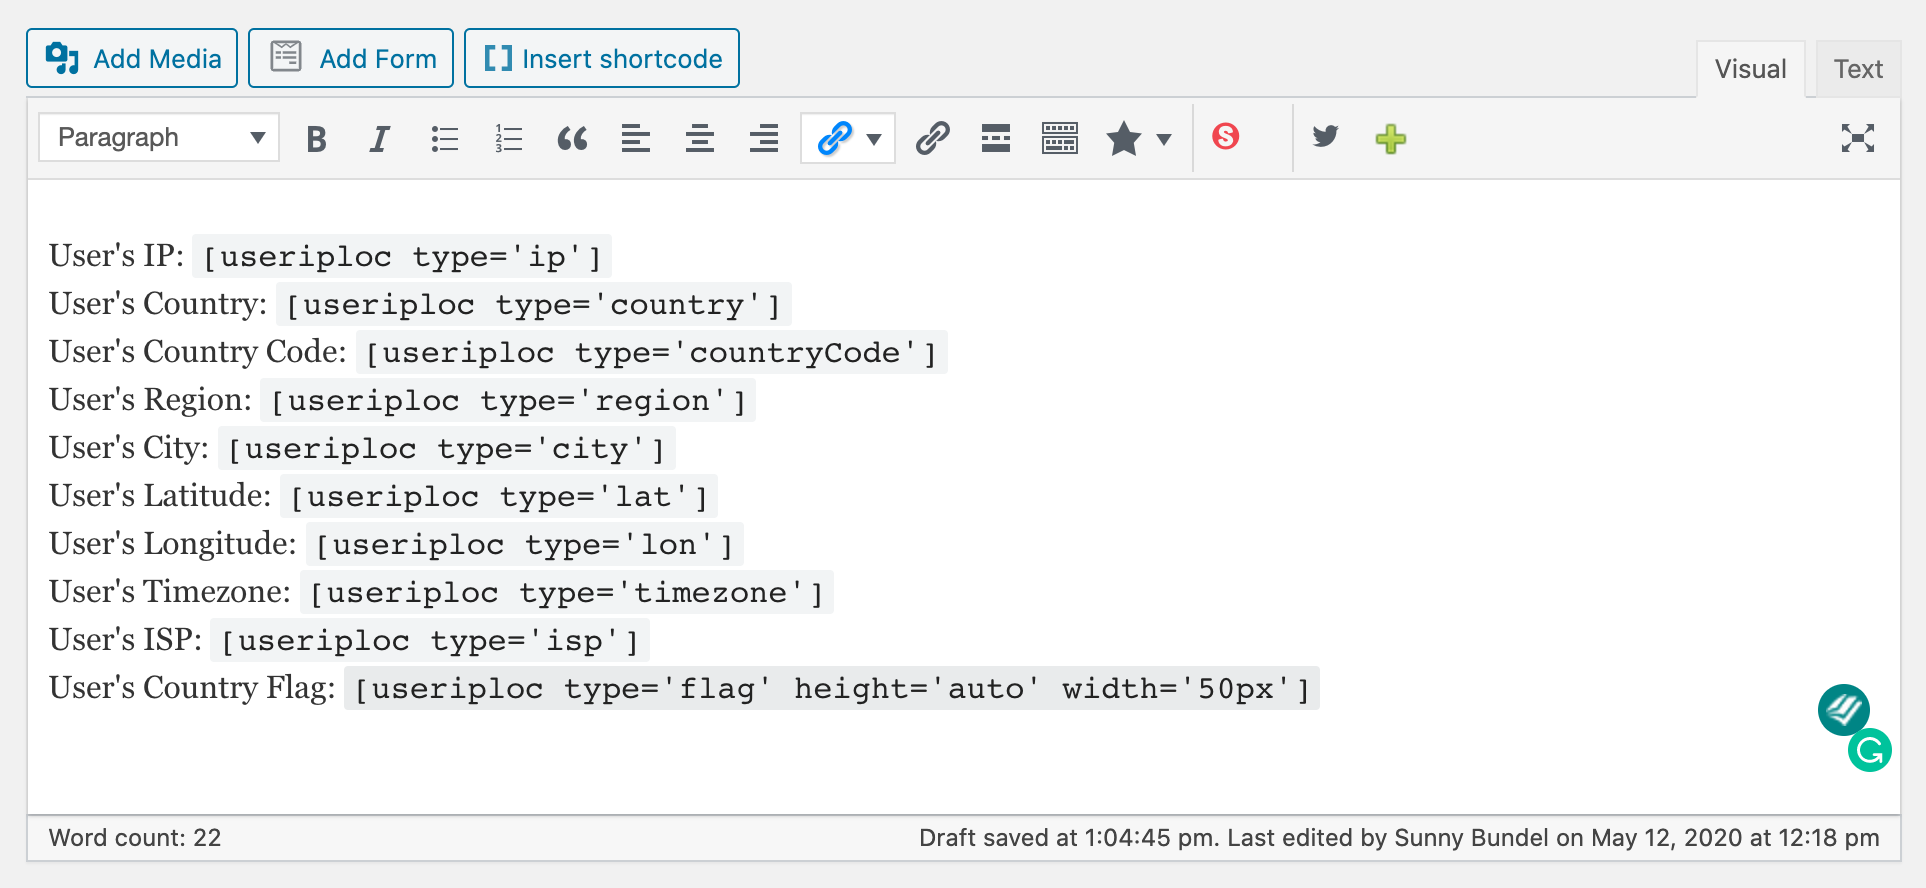 Add Media Add Form [ ] Insert shortcode
Visual Text
Paragraph B I
User's IP: [useriploc type='ip']
User's Country: [useriploc type='country']
User's Country Code: [useriploc type='countryCode']
User's Region: [useriploc type='region']
User's City: [useriploc type='city']
User's Latitude: [useriploc type='lat']
User's Longitude: [useriploc type='lon']
User's Timezone: [useriploc type='timezone']
User's ISP: [useriploc type='isp']
User's Country Flag: [useriploc type='flag' height='auto' width='50px']
Word count: 22 Draft saved at 1:04:45 pm. Last edited by Sunny Bundel on May 12, 2020 at 12:18 pm